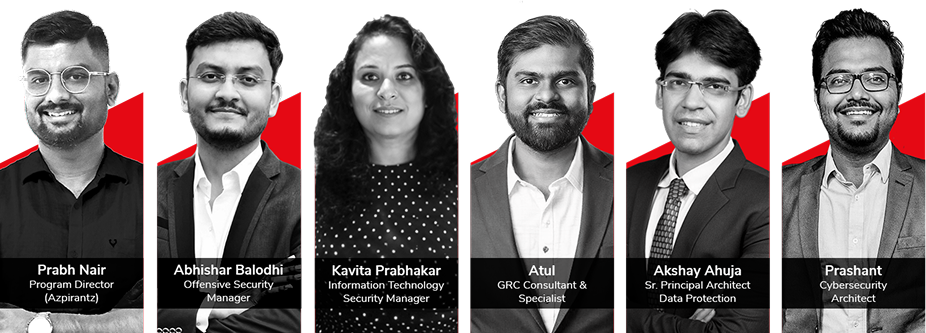 Prabh Nair
Program Director
(Azpirantz)
Abhishar Balodhi
Offensive Security
Manager
Kavita Prabhakar
Information Technology
Security Manager
Atul
GRC Consultant &
Specialist
Akshay Ahuja
Sr. Principal Architect
Data Protection
Prashant
Cybersecurity
Architect